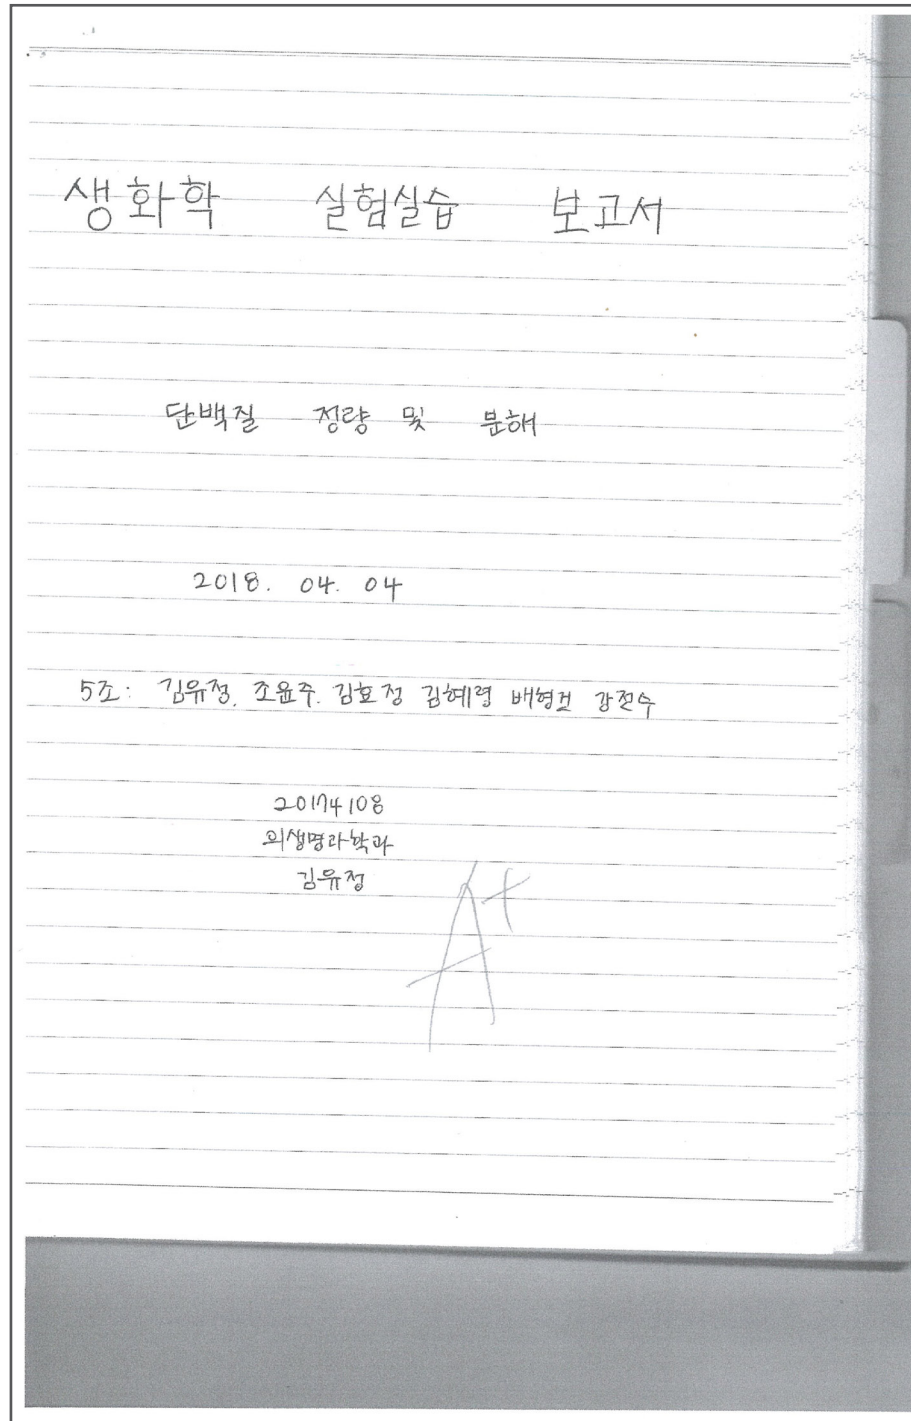 생화학 실험실습 보고서
단백질 정량 및 분해
2018. 04. 04
5조: 김유정, 조윤주, 김효정 김혜령 배형건 강전수
20174108
의생명과학과
김유정
A+